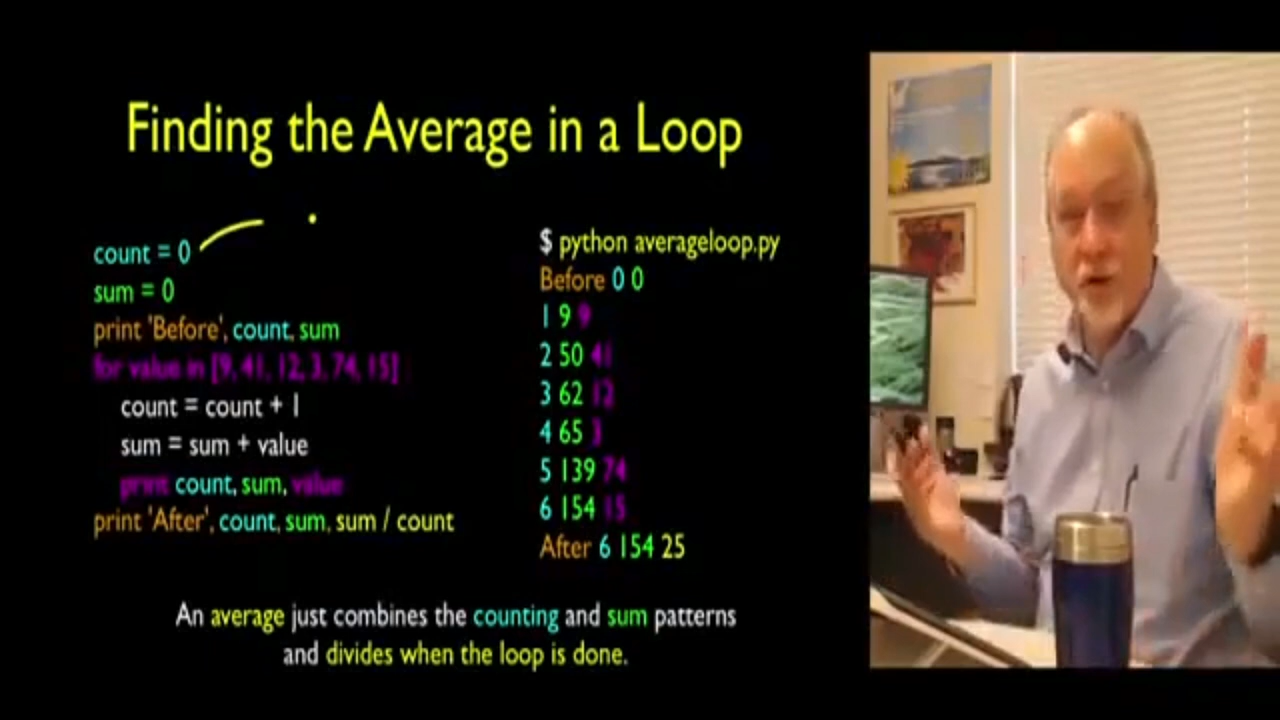 Finding the Average in a Loop
count = 0
sum = 0
print 'Before', count, sum
for value in [9, 41, 12, 3, 74, 15]
count = count + 1
sum = sum + value
print count, sum, value
print 'After', count, sum, sum / count
$ python averageloop.py
Before 0 0
1 9 9
2 50 41
3 62 12
4 65 3
5 139 74
6 154 15
After 6 154 25
An average just combines the counting and sum patterns
and divides when the loop is done.